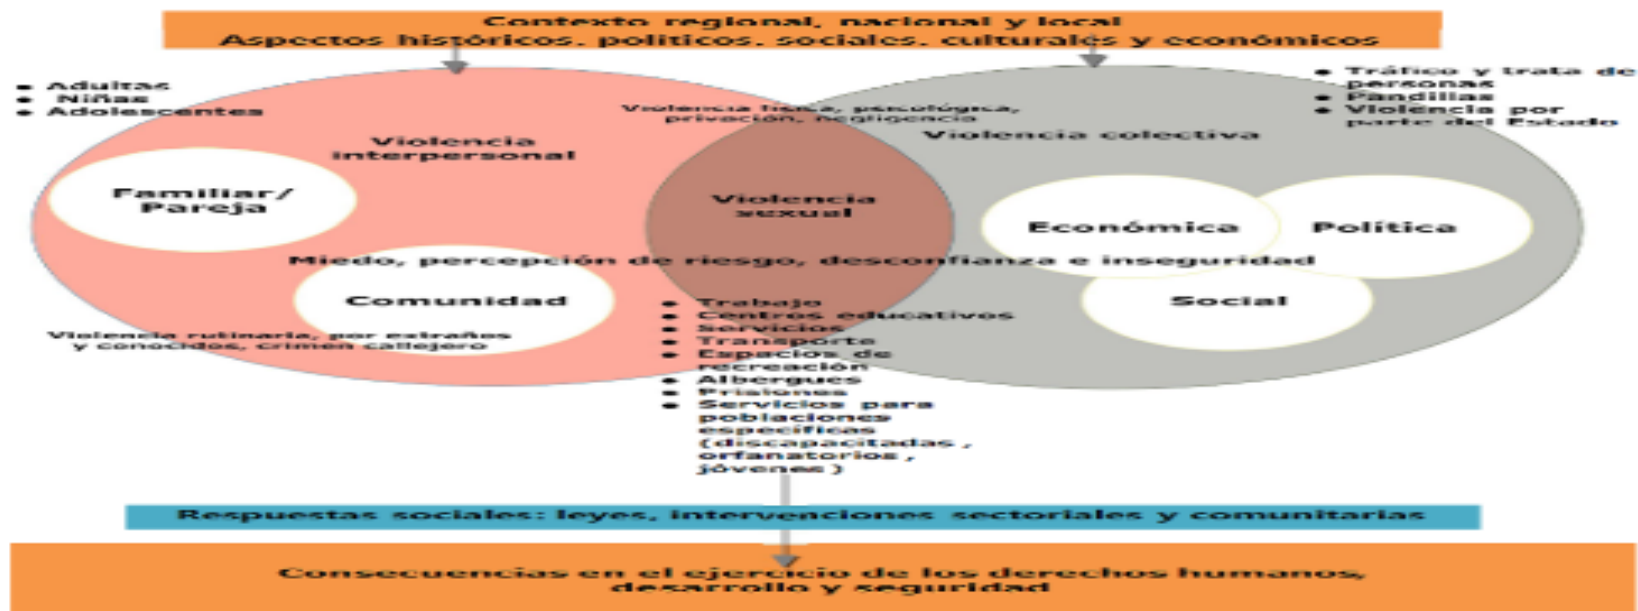 Contexto regional, nacional y local
Aspectos históricos, políticos, sociales, culturales y económicos
• Adultas
• Niñas
• Adolescentes
• Tráfico y trata de
personas
• Pandillas
• Violencia por
parte del Estado
Violencia física, psicológica,
privación, negligencia
Violencia
interpersonal
Violencia colectiva
Familiar/
Pareja
Violencia
sexual
Económica
Política
Miedo, percepción de riesgo, desconfianza e inseguridad
Comunidad
Social
Violencia rutinaria, por extraños
y conocidos, crimen callejero
• Trabajo
• Centros educativos
• Servicios
• Transporte
• Espacios de
recreación
• Albergues
• Prisiones
• Servicios para
poblaciones
específicas
(discapacitadas,
orfanatorios,
jóvenes)
Respuestas sociales: leyes, intervenciones sectoriales y comunitarias
Consecuencias en el ejercicio de los derechos humanos,
desarrollo y seguridad